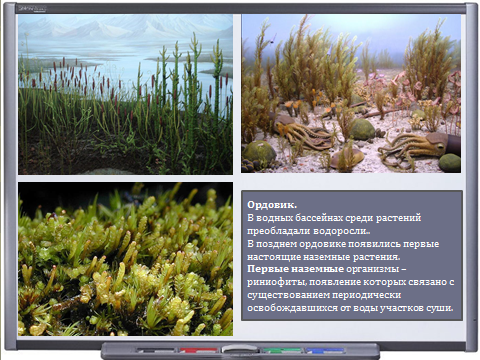 Ордовик.
В водных бассейнах среди растений
преобладали водоросли..
В позднем ордовике появились первые
настоящие наземные растения.
Первые наземные организмы –
риниофиты, появление которых связано с
существованием периодически
освобождавшихся от воды участков суши.